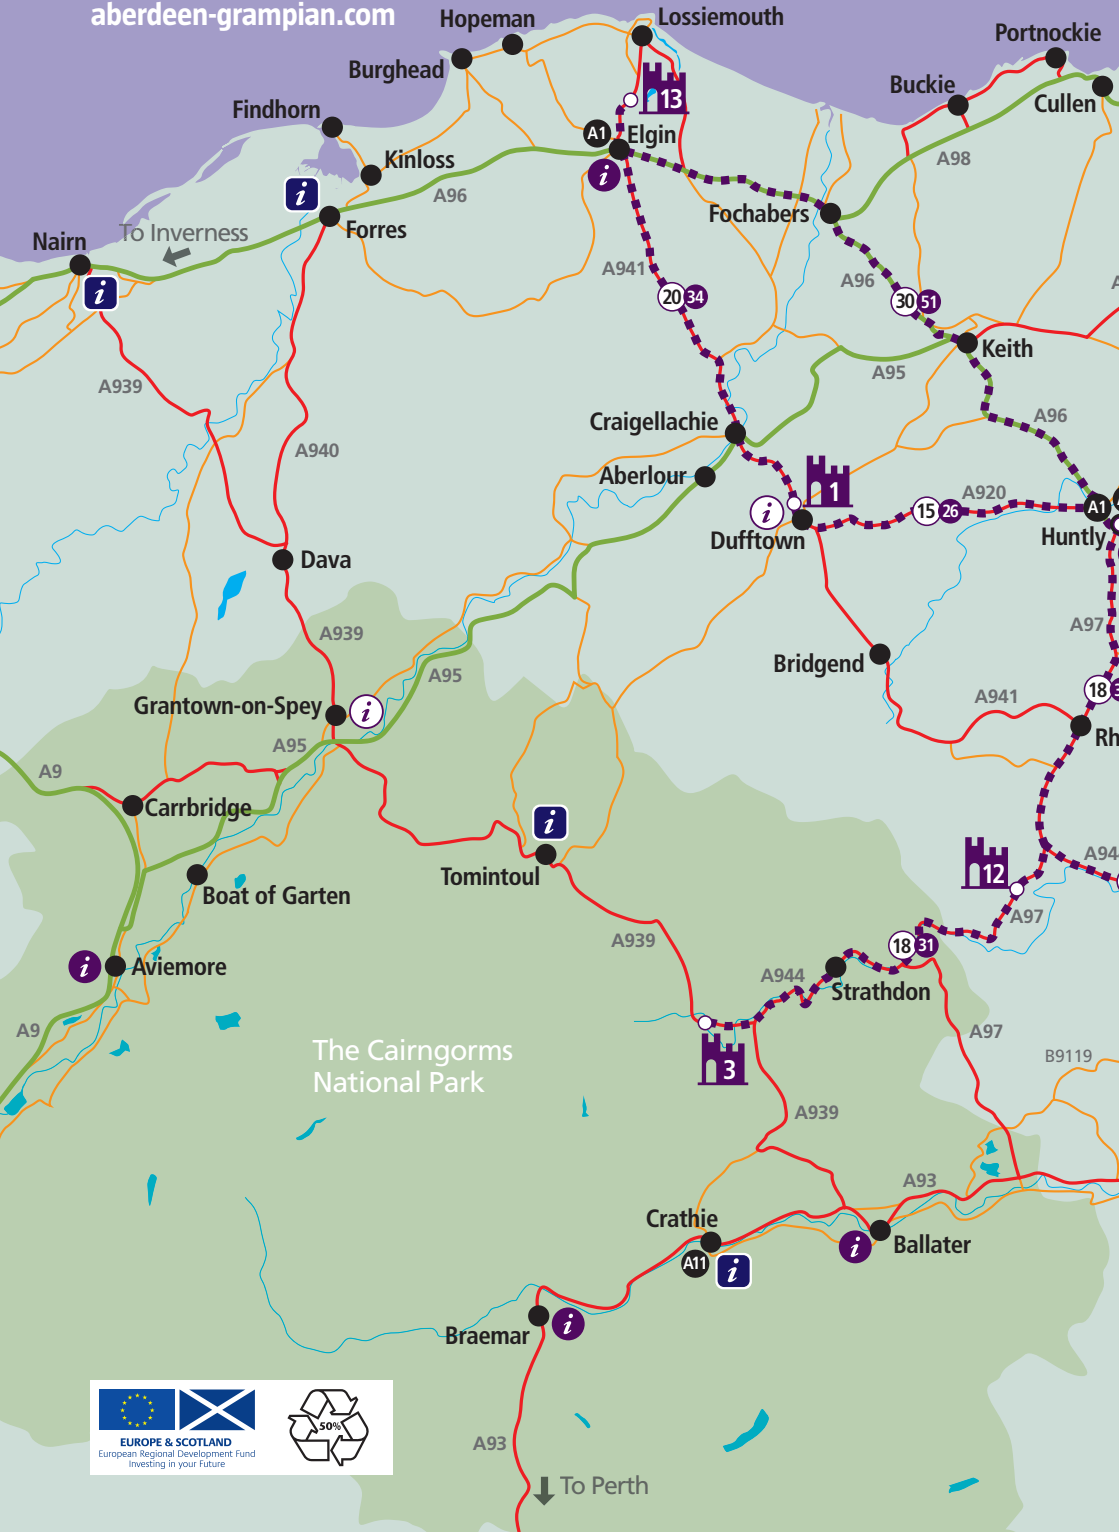 aberdeen-grampian.com
Hopeman
Lossiemouth
Portnockie
Burghead
Buckie
Cullen
13
Findhorn
A1
Elgin
i
Kinloss
A98
i
A96
Fochabers
Forres
To Inverness
Nairn
i
A941
A96
20 34
30 51
Keith
A939
A95
Craigellachie
A96
A940
Aberlour
1
A920
i
15 26
A1
Dufftown
Huntly
Dava
A939
A97
Bridgend
A95
18
Grantown-on-Spey
i
A941
A95
Rh
A9
Carrbridge
i
12
A94
Tomintoul
Boat of Garten
A97
A939
18 31
i
Aviemore
A944
Strathdon
A9
A97
The Cairngorms
National Park
3
B9119
A939
A93
Crathie
i
Ballater
A11
i
Braemar
i
50%
EUROPE & SCOTLAND
European Regional Development Fund
Investing in your Future
A93
To Perth